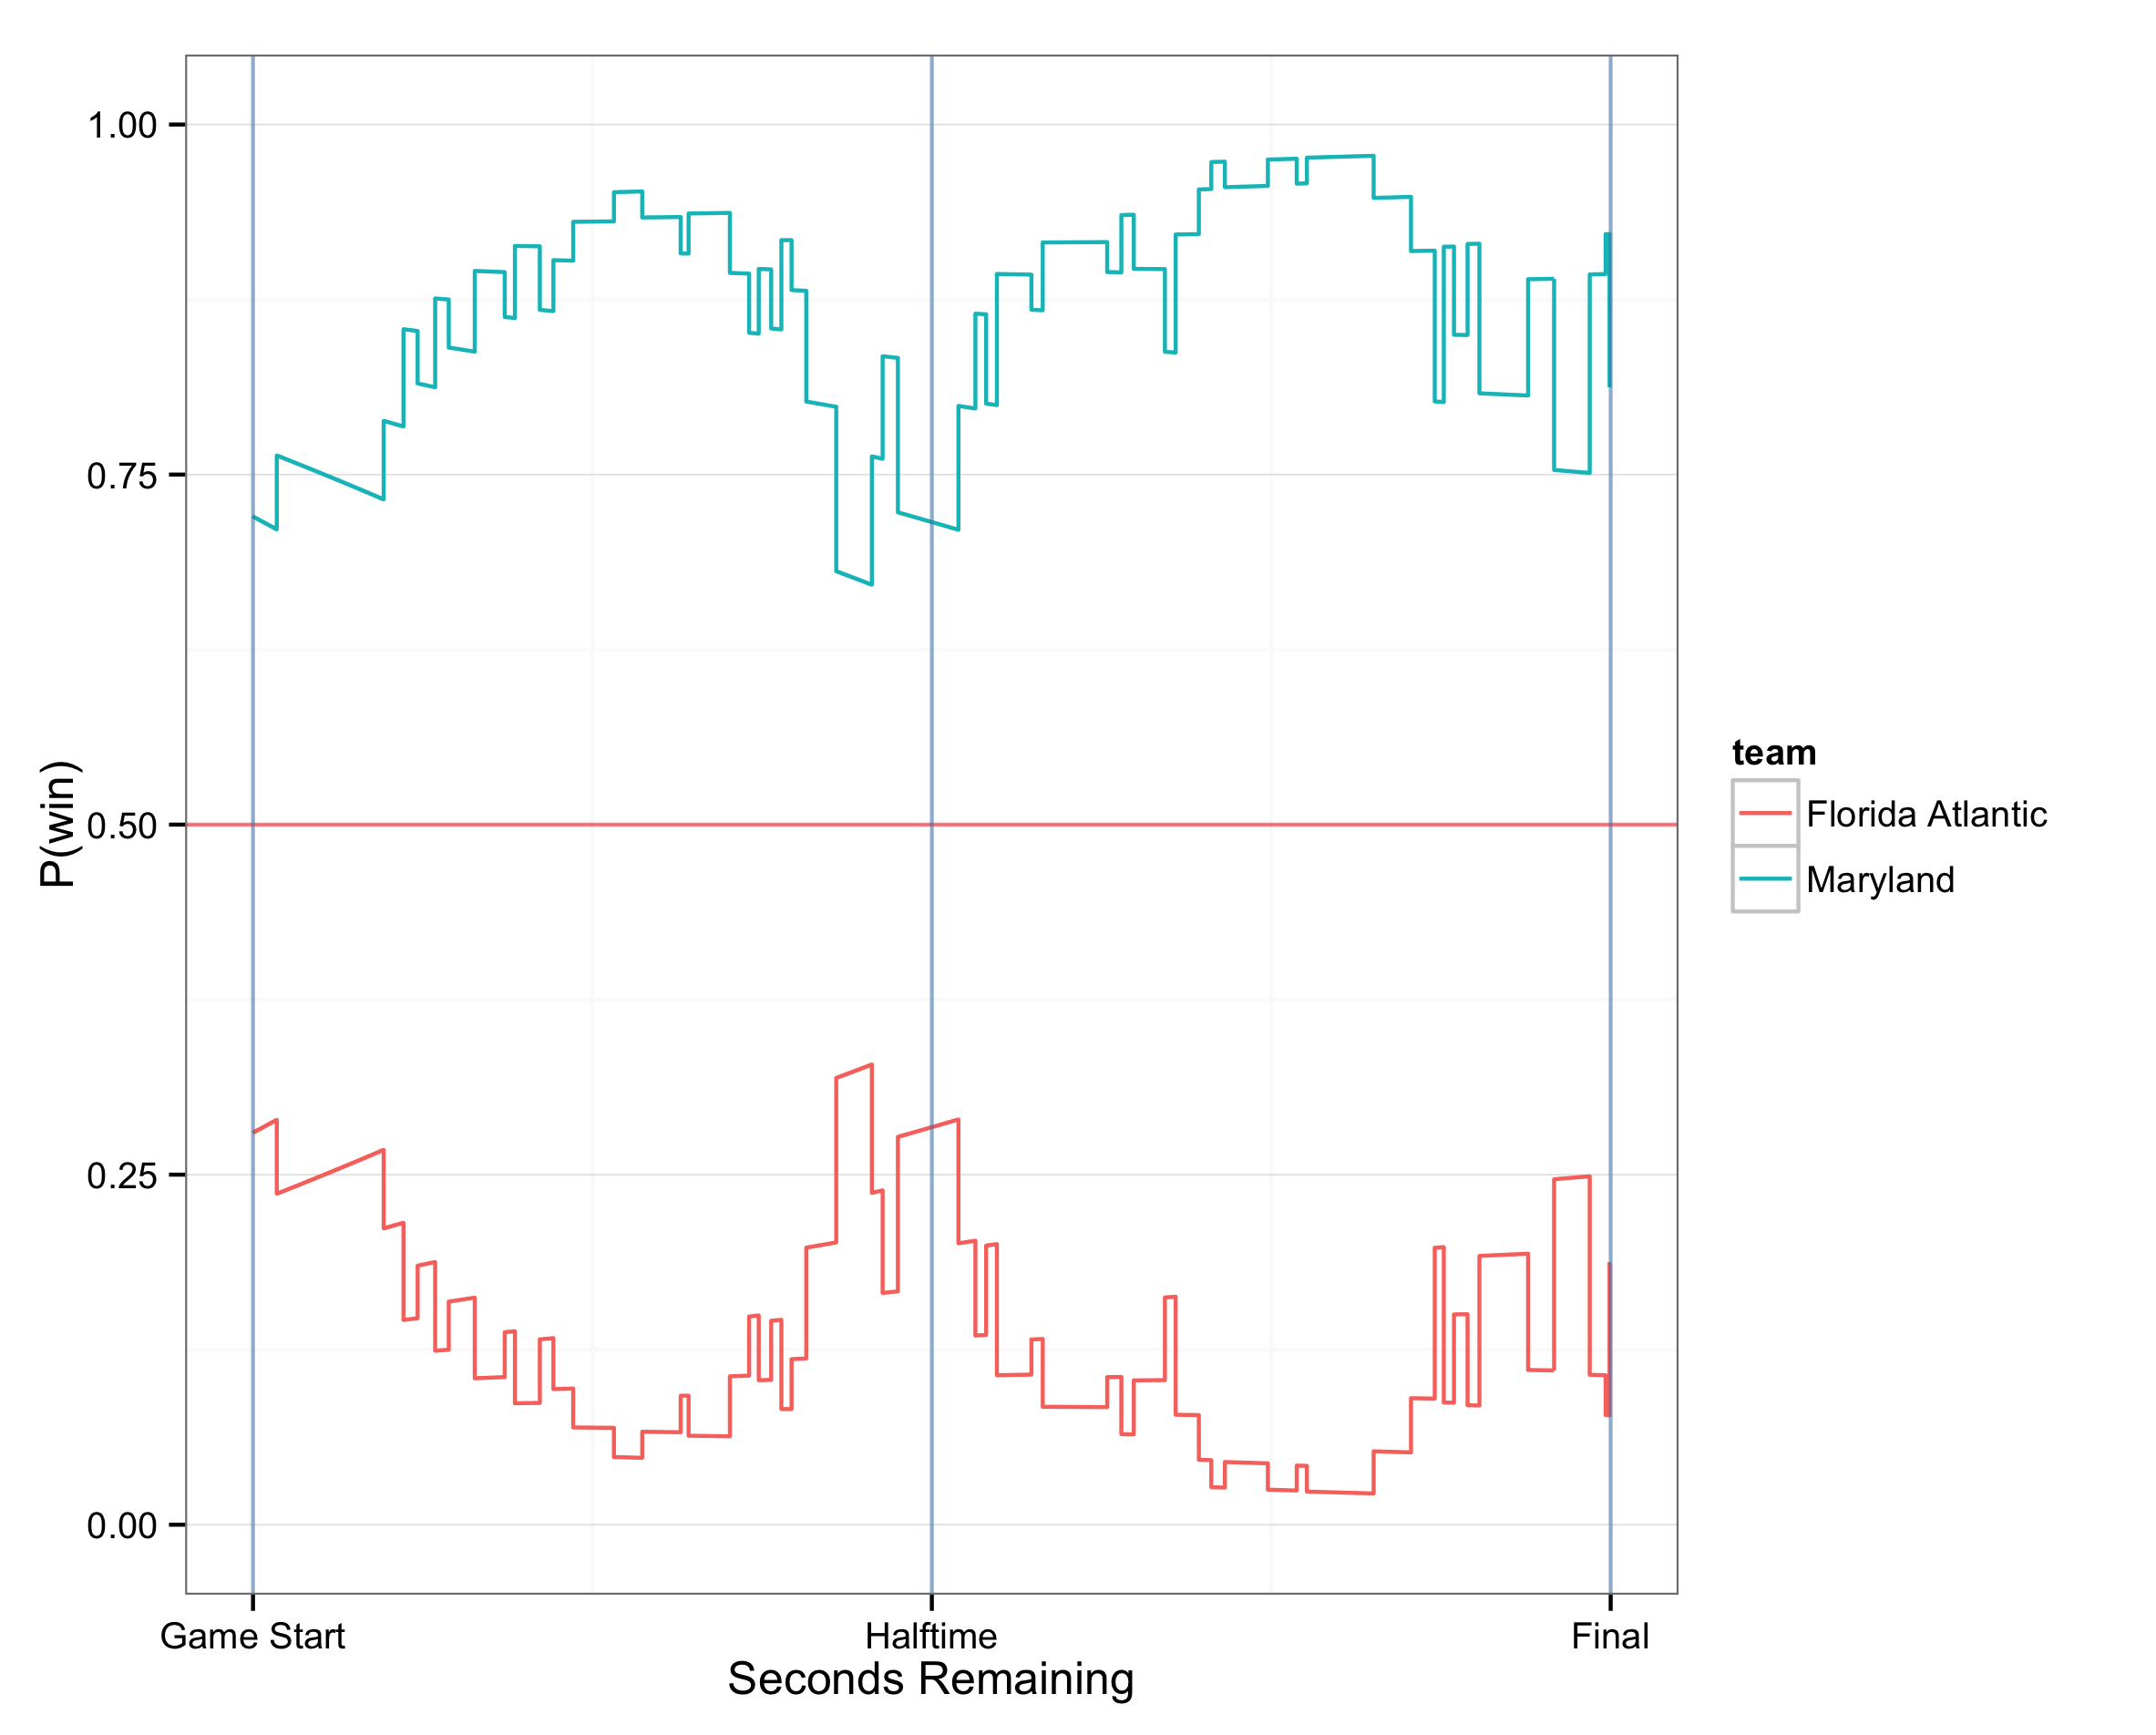 1.00
0.75
0.50
0.25
0.00
P(win)
Game Start
Halftime
Final
Seconds Remaining
team
Florida Atlantic
Maryland